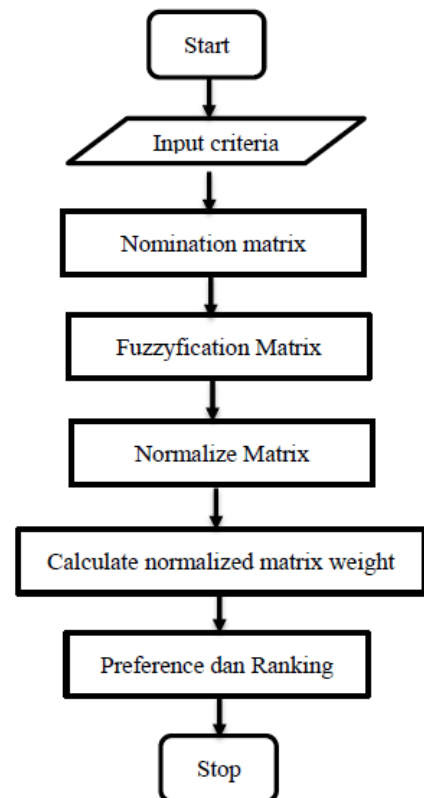 Start
Input criteria
Nomination matrix
Fuzzyfication Matrix
Normalize Matrix
Calculate normalized matrix weight
Preference dan Ranking
Stop